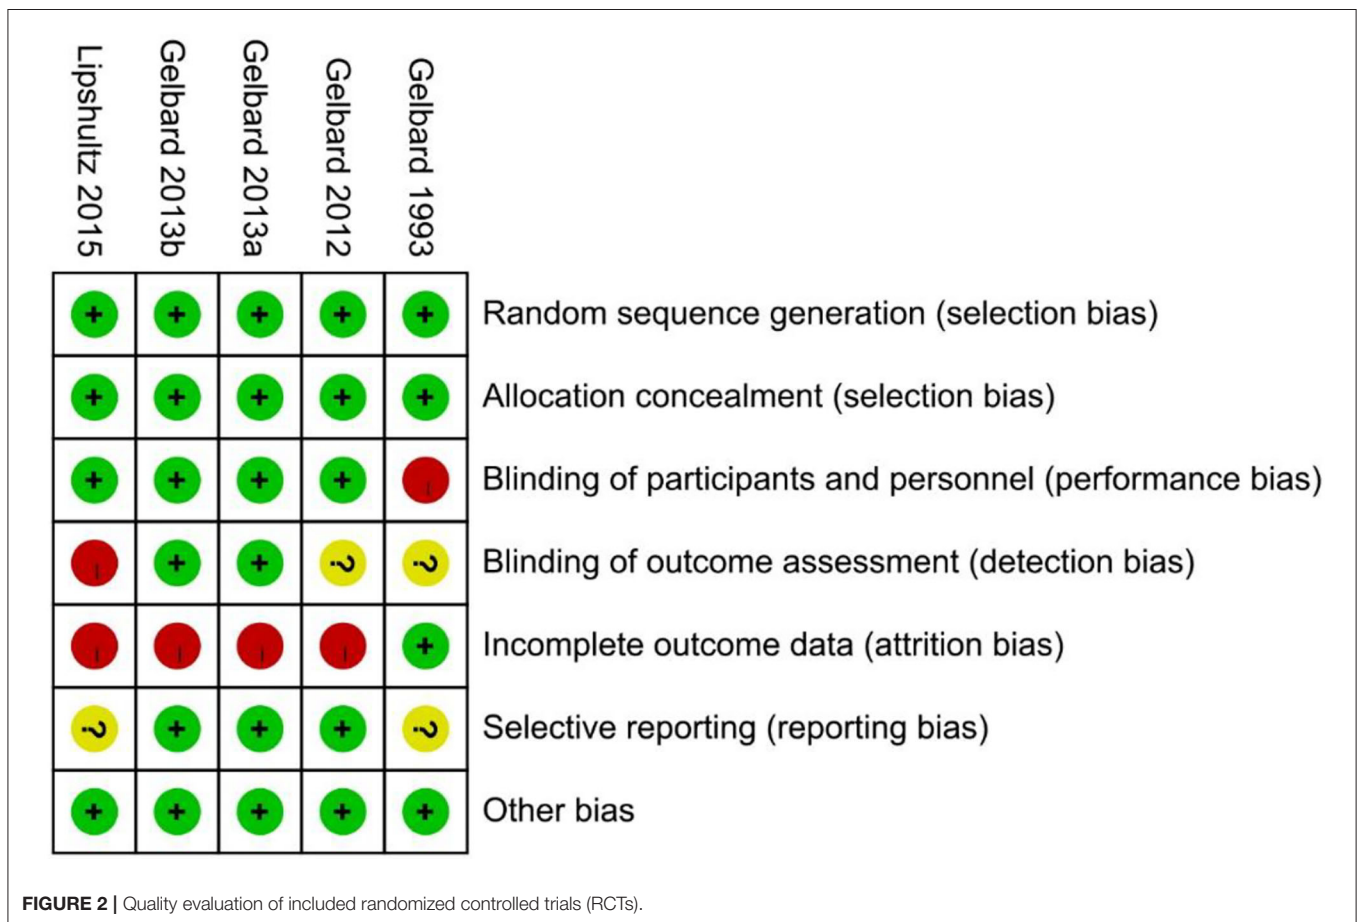 Lipshultz 2015
Gelbard 2013b
Gelbard 2013a
Gelbard 2012
Gelbard 1993
+ + + + + Random sequence generation (selection bias)
+ + + + + Allocation concealment (selection bias)
+ + + + - Blinding of participants and personnel (performance bias)
- + + ? ? Blinding of outcome assessment (detection bias)
- - - - + Incomplete outcome data (attrition bias)
? + + + ? Selective reporting (reporting bias)
+ + + + + Other bias
FIGURE 2 | Quality evaluation of included randomized controlled trials (RCTs).